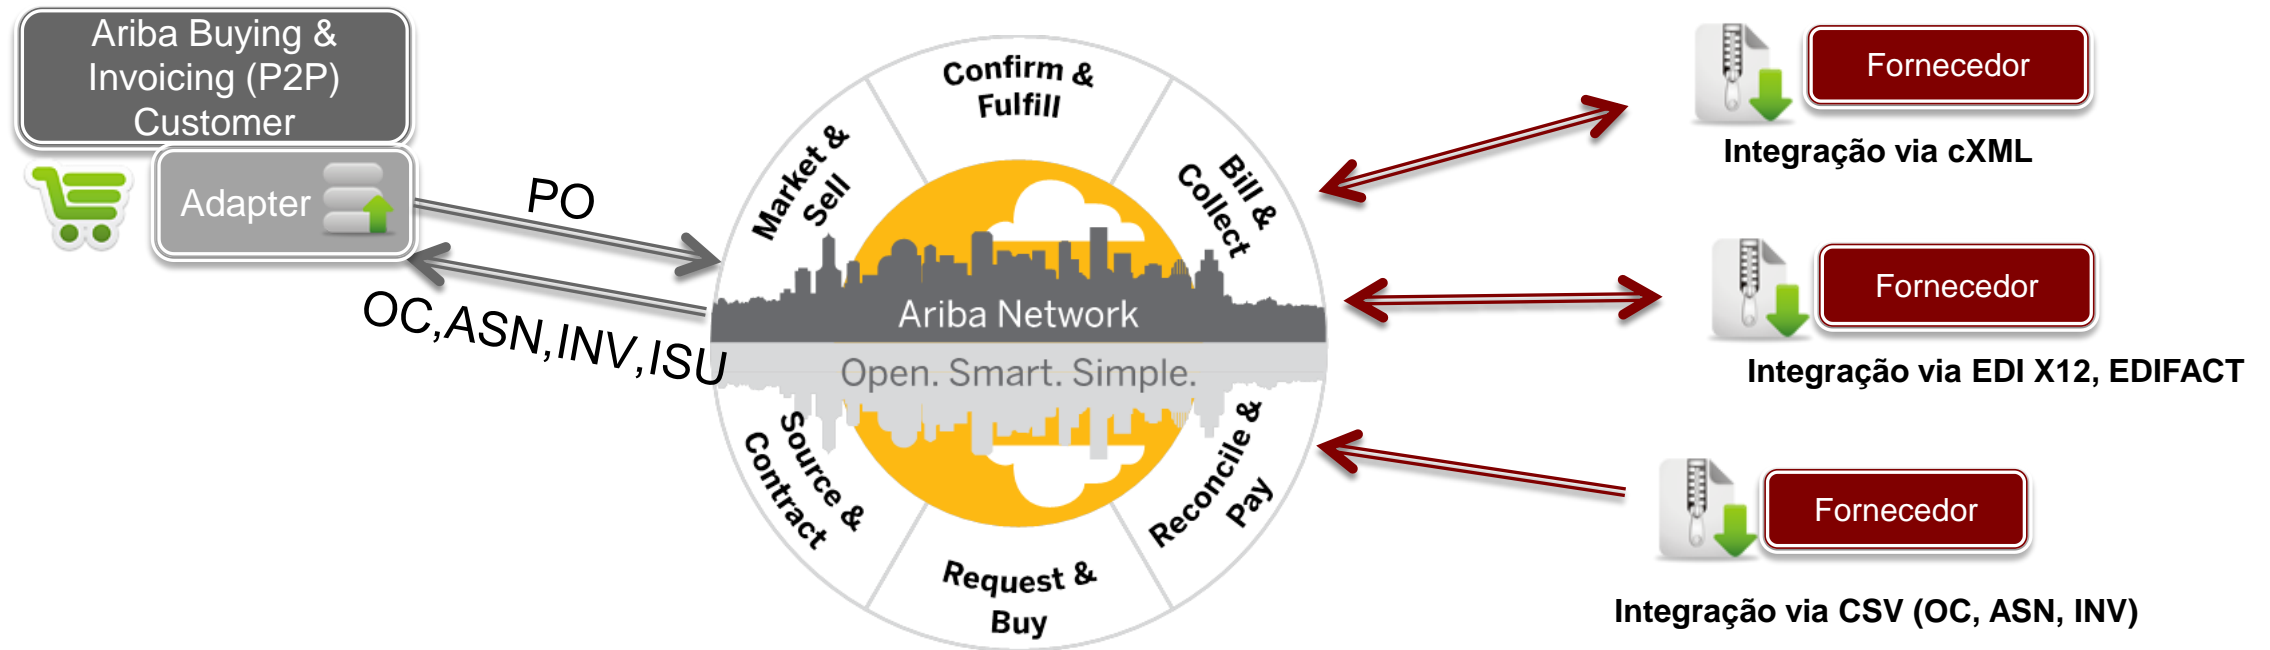 Ariba Buying &
Invoicing (P2P)
Customer
Adapter
PO
OC,ASN,INV,ISU
Confirm &
Fulfill
Market &
Sell
Bill &
Collect
Ariba Network
Open. Smart. Simple.
Source &
Contract
Reconcile &
Pay
Request &
Buy
Fornecedor
Integração via cXML
Fornecedor
Integração via EDI X12, EDIFACT
Fornecedor
Integração via CSV (OC, ASN, INV)